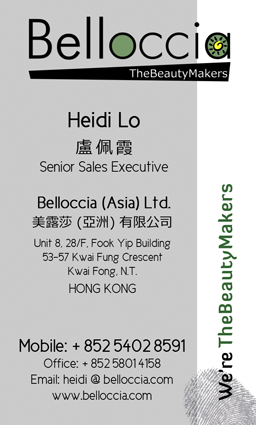 Belloccia
TheBeautyMakers
Heidi Lo
盧佩霞
Senior Sales Executive
Belloccia (Asia) Ltd.
美露莎 (亞洲) 有限公司
Unit 8, 28/F, Fook Yip Building
53-57 Kwai Fung Crescent
Kwai Fong, N.T.
HONG KONG
Mobile: + 852 5402 8591
Office: + 852 5801 4158
Email: heidi @ belloccia.com
www.belloccia.com
We're TheBeautyMakers